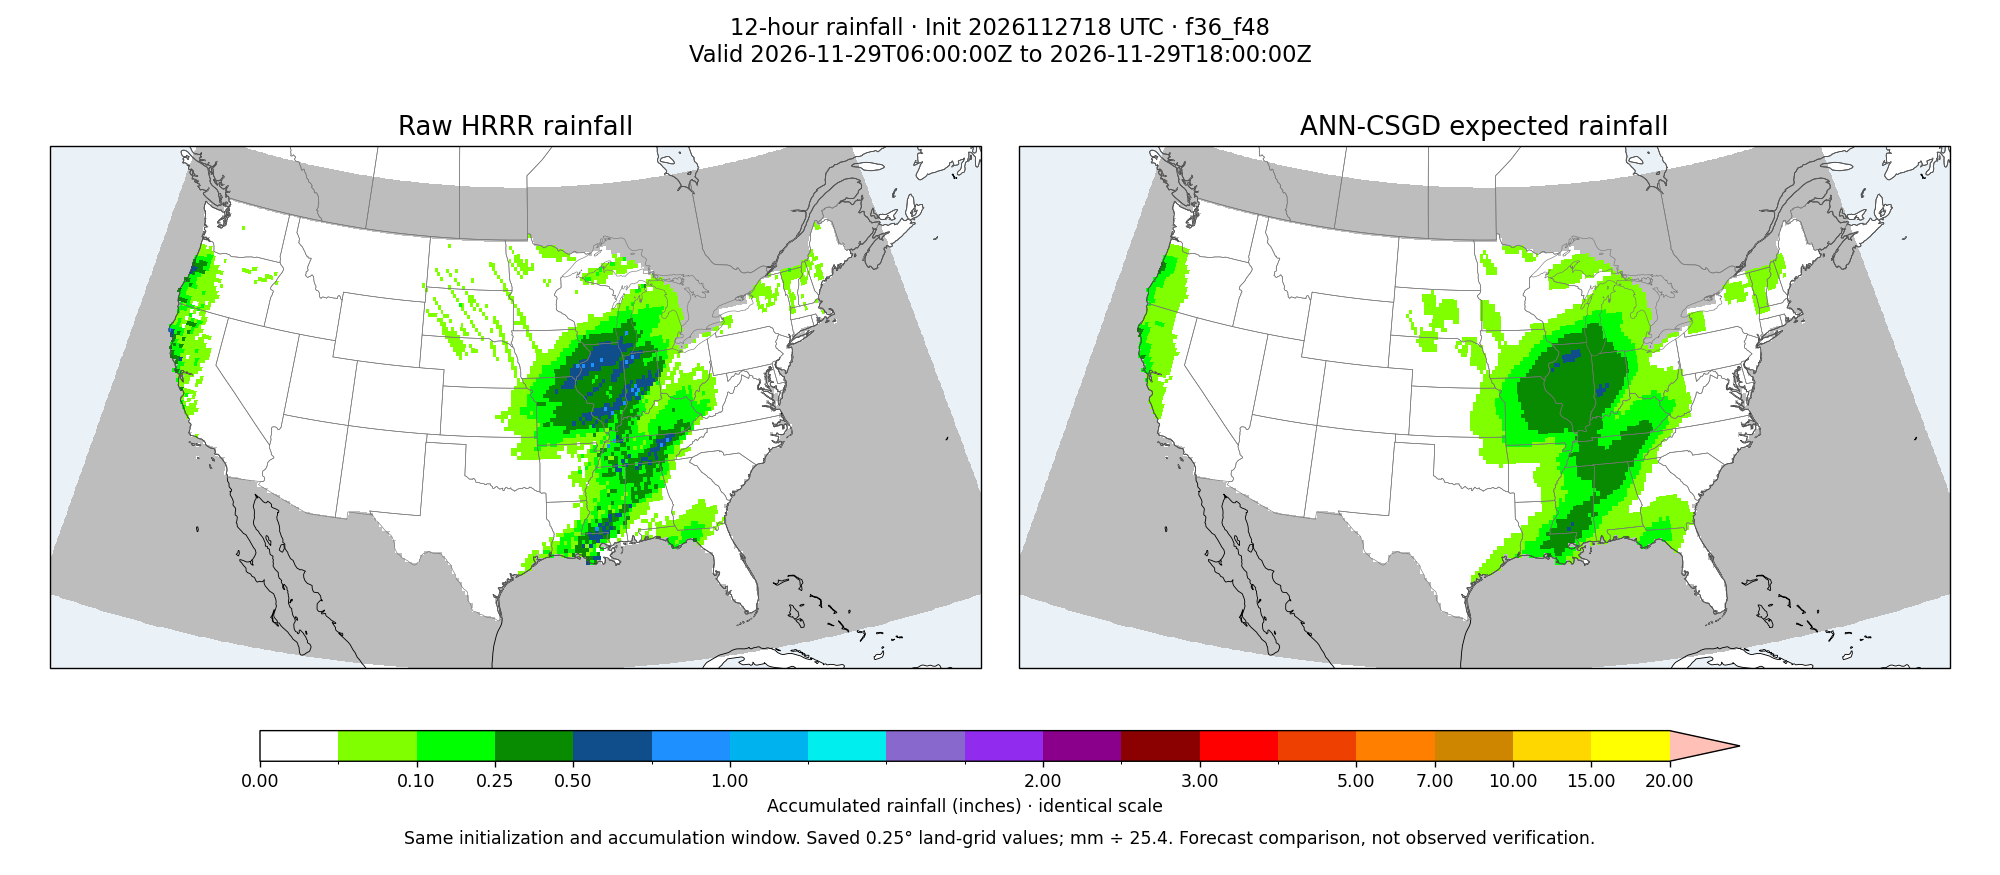 12-hour rainfall · Init 2026112718 UTC · f36_f48
Valid 2026-11-29T06:00:00Z to 2026-11-29T18:00:00Z
Raw HRRR rainfall
ANN-CSGD expected rainfall
0.00 0.10 0.25 0.50 1.00 2.00 3.00 5.00 7.00 10.00 15.00 20.00
Accumulated rainfall (inches) · identical scale
Same initialization and accumulation window. Saved 0.25° land-grid values; mm ÷ 25.4. Forecast comparison, not observed verification.